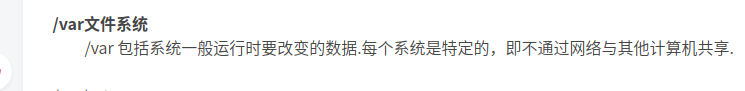 /var文件系统
/var 包括系统一般运行时要改变的数据.每个系统是特定的，即不通过网络与其他计算机共享.